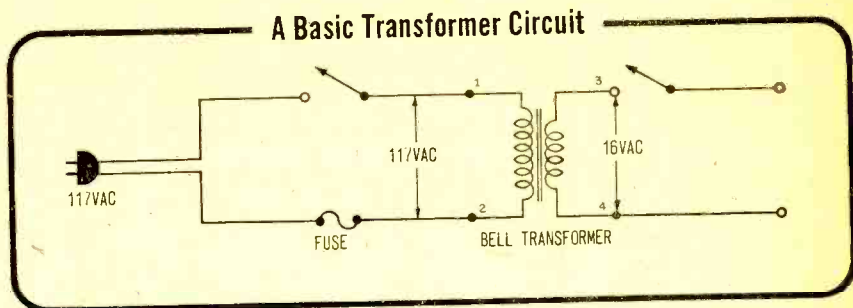 A Basic Transformer Circuit
1
3
117VAC
117VAC
16VAC
2
4
FUSE
BELL TRANSFORMER